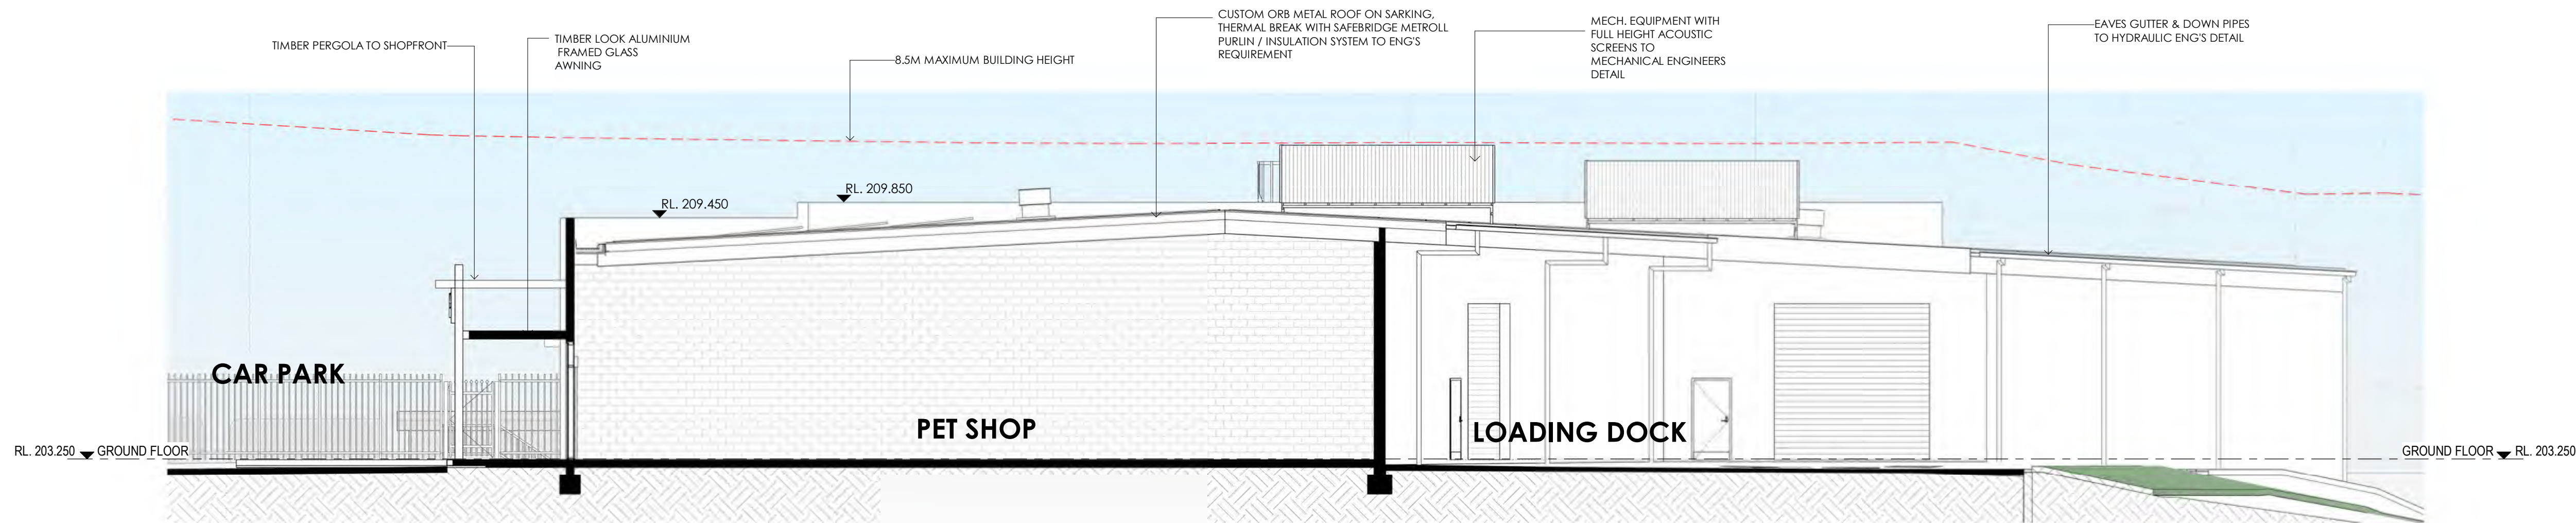 TIMBER PERGOLA TO SHOPFRONT
TIMBER LOOK ALUMINIUM
FRAMED GLASS
AWNING
8.5M MAXIMUM BUILDING HEIGHT
CUSTOM ORB METAL ROOF ON SARKING,
THERMAL BREAK WITH SAFEBRIDGE METROLL
PURLIN / INSULATION SYSTEM TO ENG'S
REQUIREMENT
MECH. EQUIPMENT WITH
FULL HEIGHT ACOUSTIC
SCREENS TO
MECHANICAL ENGINEERS
DETAIL
EAVES GUTTER & DOWN PIPES
TO HYDRAULIC ENG'S DETAIL
RL. 209.450
RL. 209.850
CAR PARK
PET SHOP
LOADING DOCK
RL. 203.250 GROUND FLOOR
GROUND FLOOR RL. 203.250